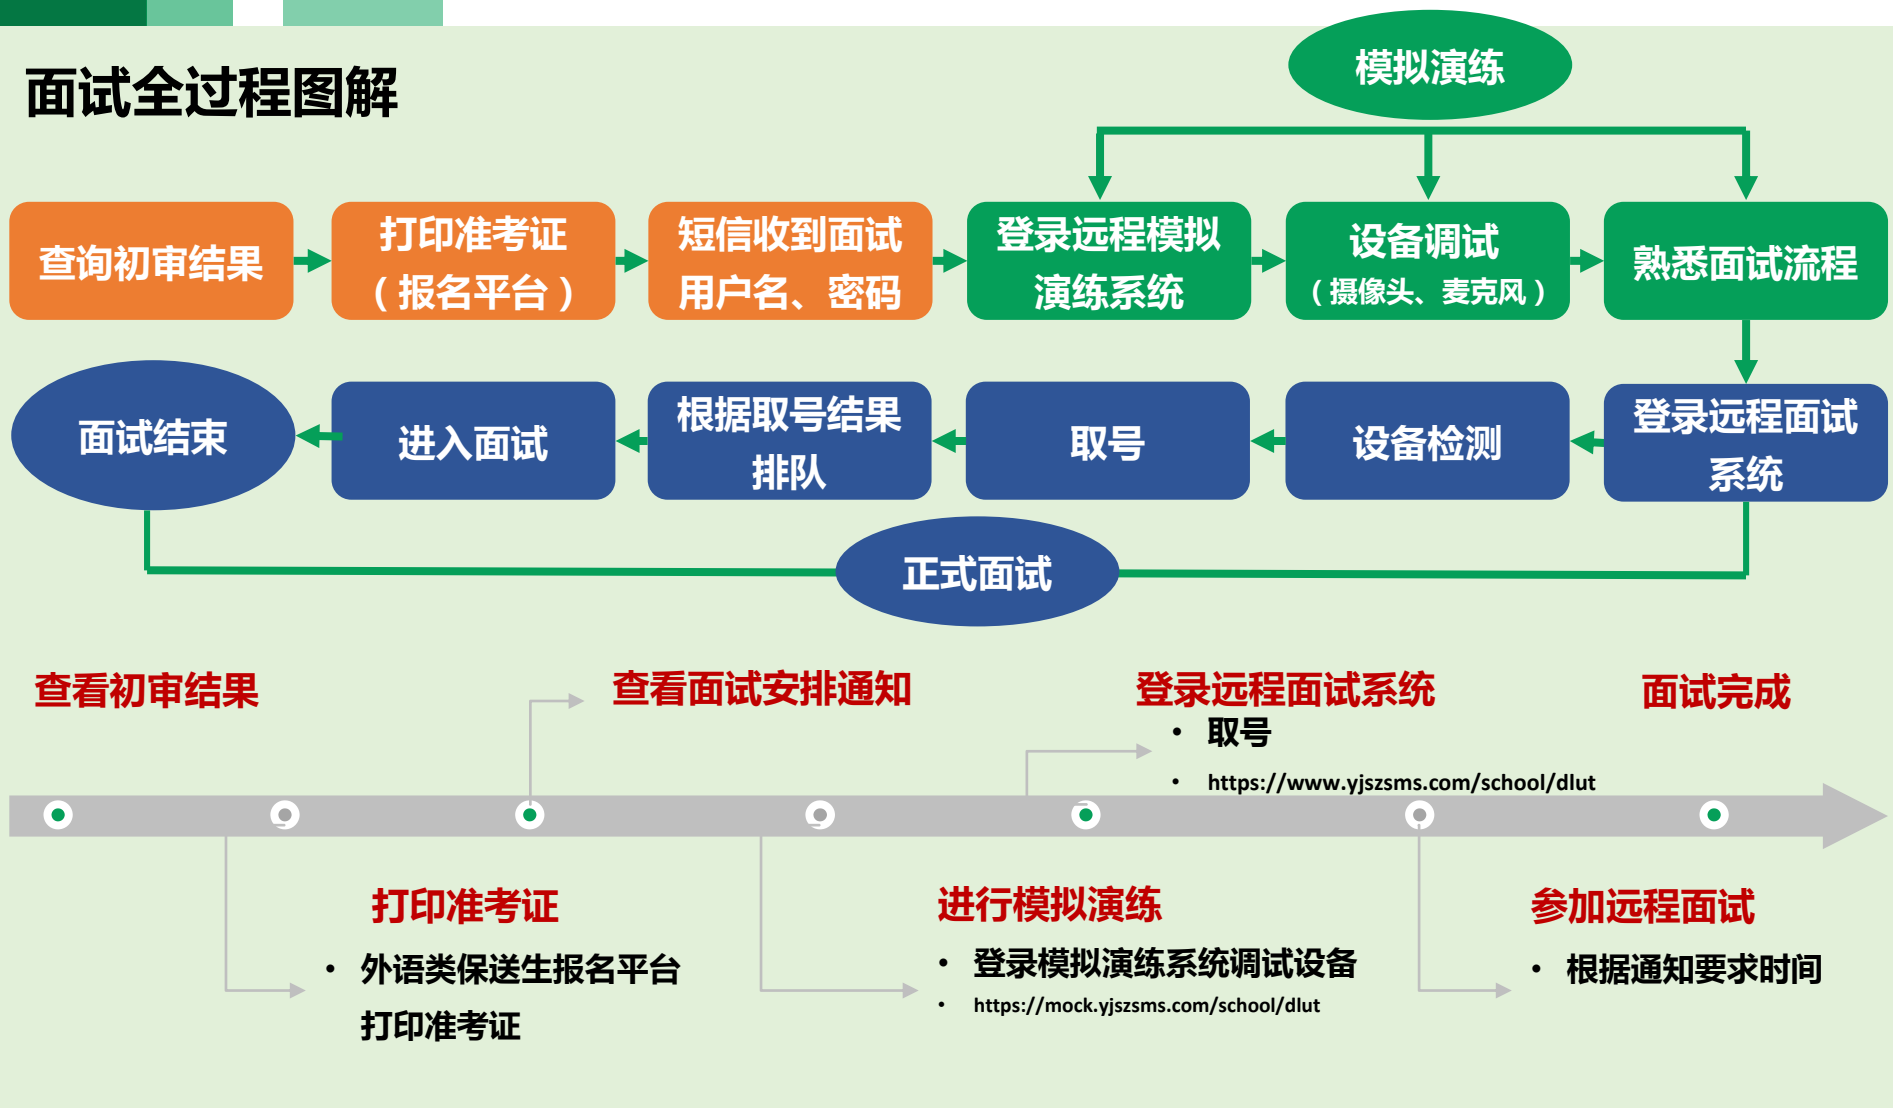 面试全过程图解
模拟演练
查询初审结果
打印准考证
（报名平台）
短信收到面试
用户名、密码
登录远程模拟
演练系统
设备调试
（摄像头、麦克风）
熟悉面试流程
面试结束
进入面试
根据取号结果
排队
取号
设备检测
登录远程面试
系统
正式面试
查看初审结果
查看面试安排通知
登录远程面试系统
• 取号
• https://www.yjszsms.com/school/dlut
面试完成
打印准考证
• 外语类保送生报名平台
打印准考证
进行模拟演练
• 登录模拟演练系统调试设备
• https://mock.yjszsms.com/school/dlut
参加远程面试
• 根据通知要求时间